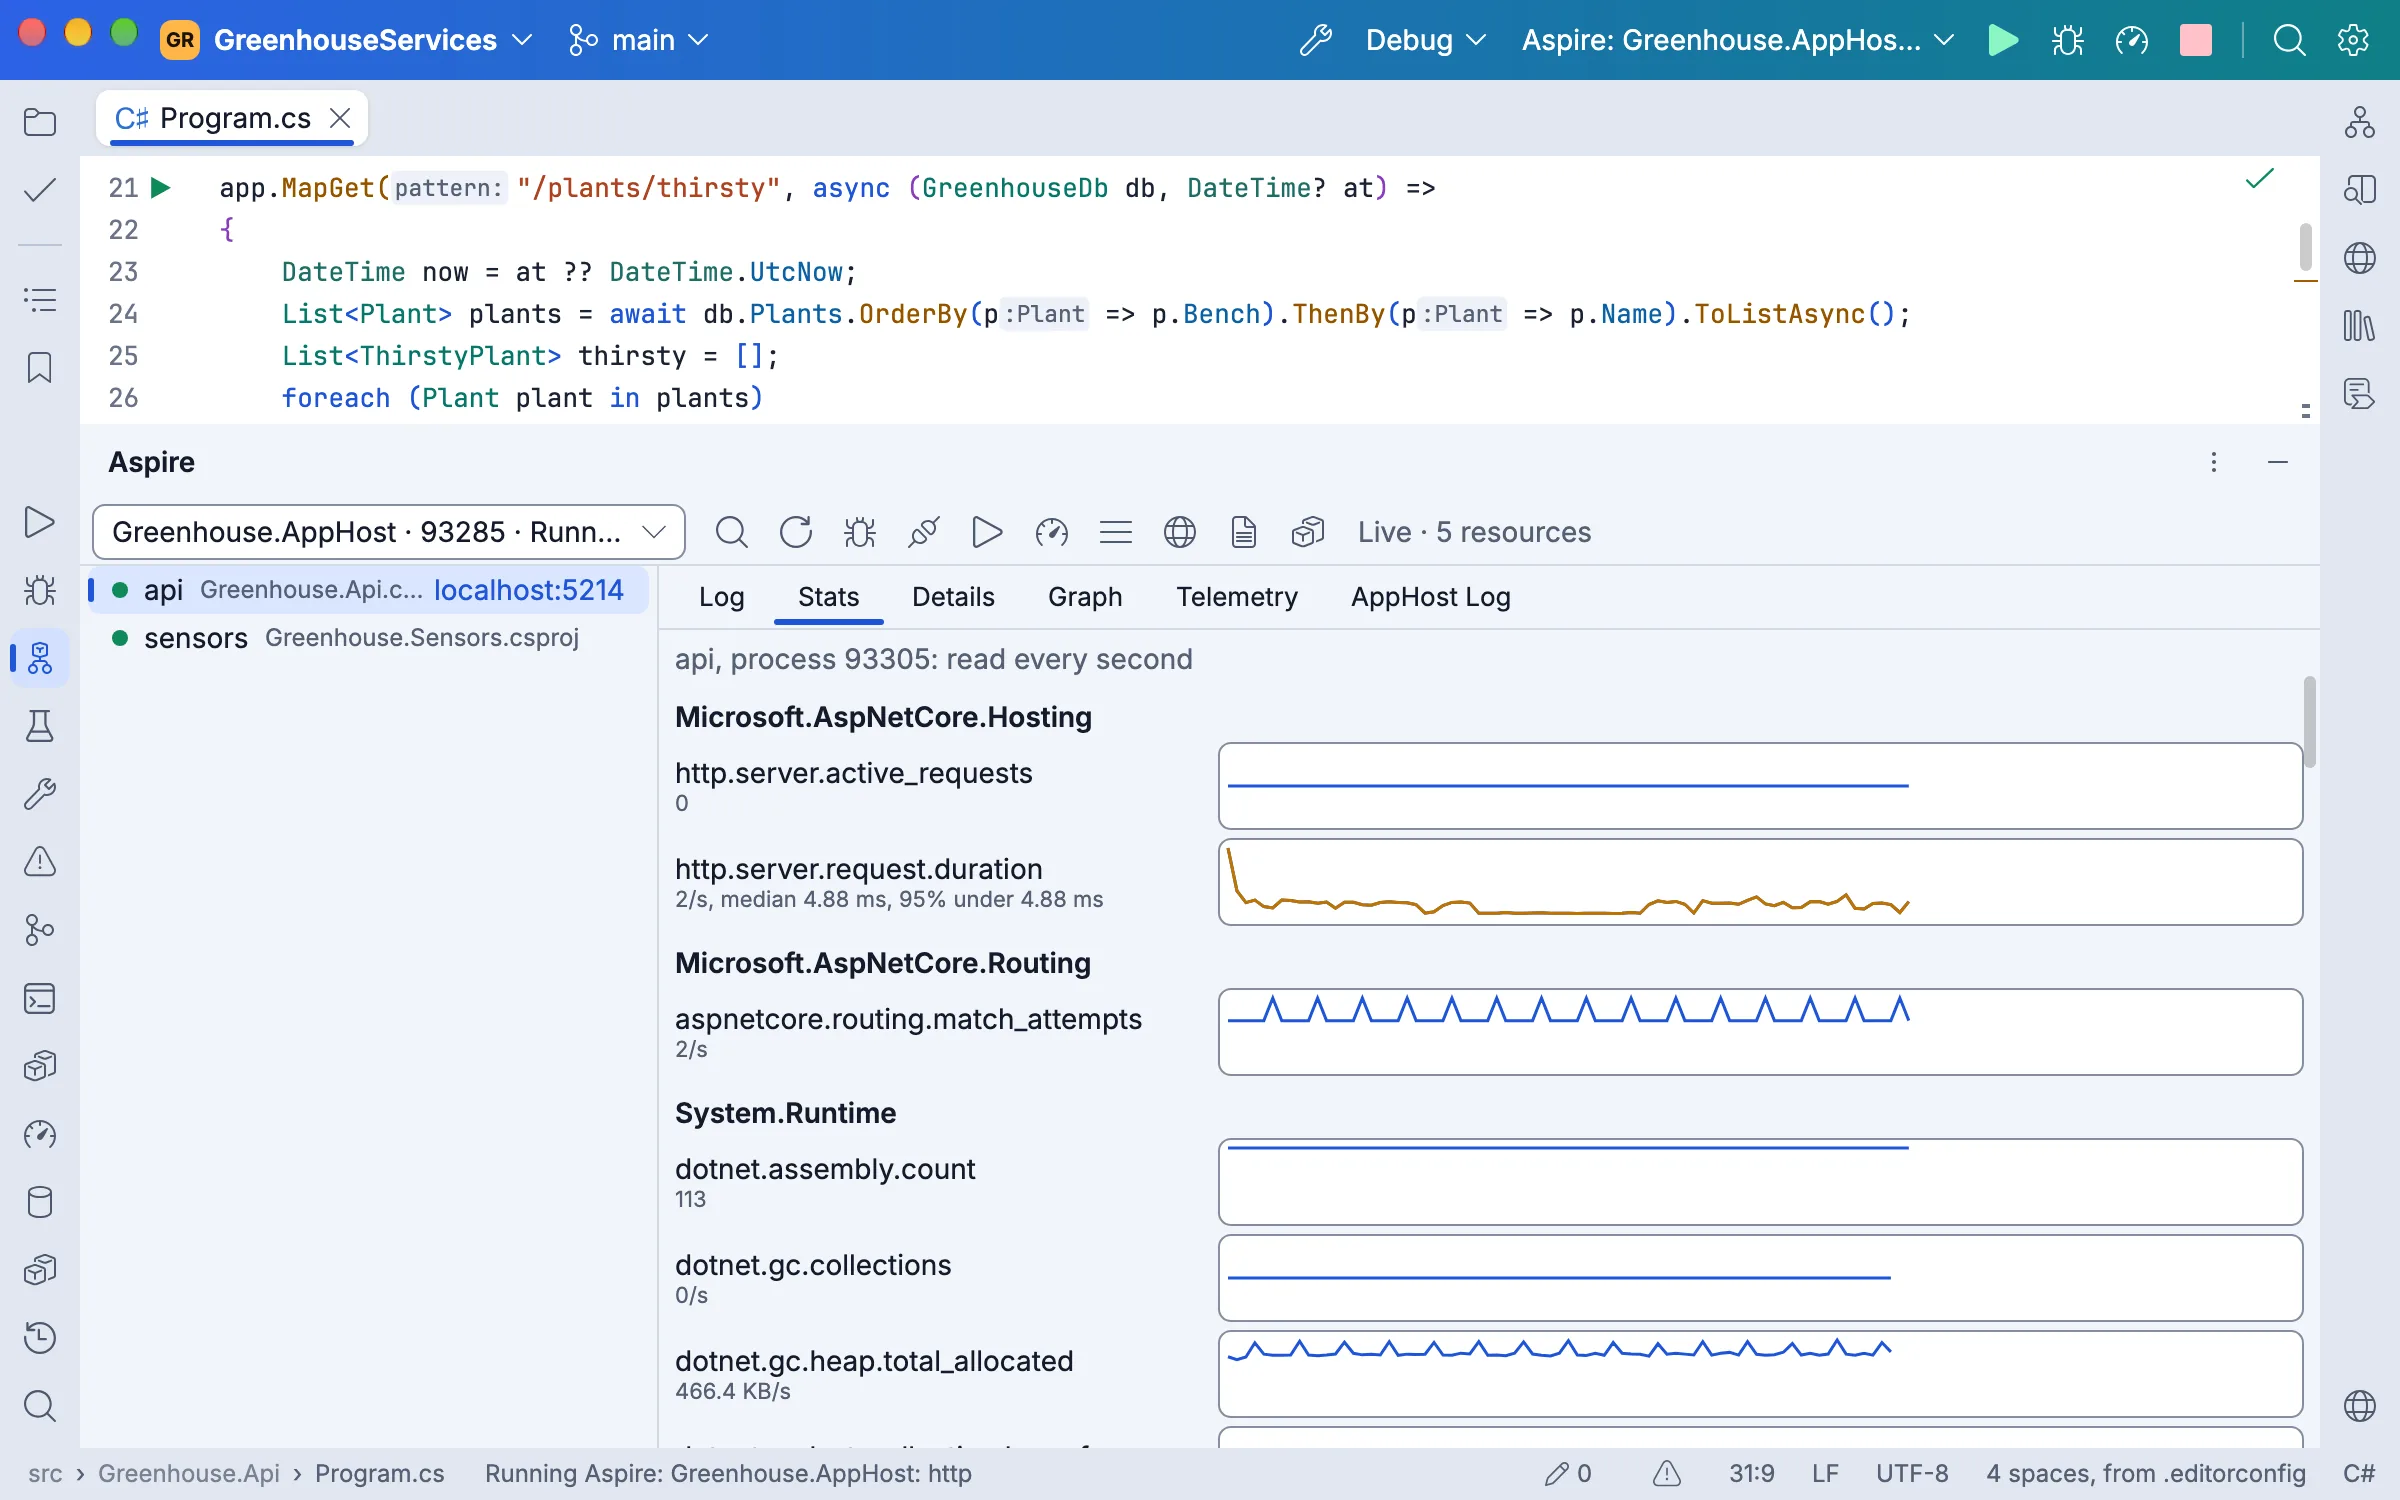 GR GreenhouseServices main Debug Aspire: Greenhouse.AppHos...
C# Program.cs
21 app.MapGet(pattern: "/plants/thirsty", async (GreenhouseDb db, DateTime? at) =>
22 {
23 DateTime now = at ?? DateTime.UtcNow;
24 List<Plant> plants = await db.Plants.OrderBy(p:Plant => p.Bench).ThenBy(p:Plant => p.Name).ToListAsync();
25 List<ThirstyPlant> thirsty = [];
26 foreach (Plant plant in plants)
Aspire
Greenhouse.AppHost · 93285 · Runn... Live · 5 resources
api Greenhouse.Api.c... localhost:5214
sensors Greenhouse.Sensors.csproj
Log Stats Details Graph Telemetry AppHost Log
api, process 93305: read every second
Microsoft.AspNetCore.Hosting
http.server.active_requests
0
http.server.request.duration
2/s, median 4.88 ms, 95% under 4.88 ms
Microsoft.AspNetCore.Routing
aspnetcore.routing.match_attempts
2/s
System.Runtime
dotnet.assembly.count
113
dotnet.gc.collections
0/s
dotnet.gc.heap.total_allocated
466.4 KB/s
src › Greenhouse.Api › Program.cs Running Aspire: Greenhouse.AppHost: http 0 31:9 LF UTF-8 4 spaces, from .editorconfig C#